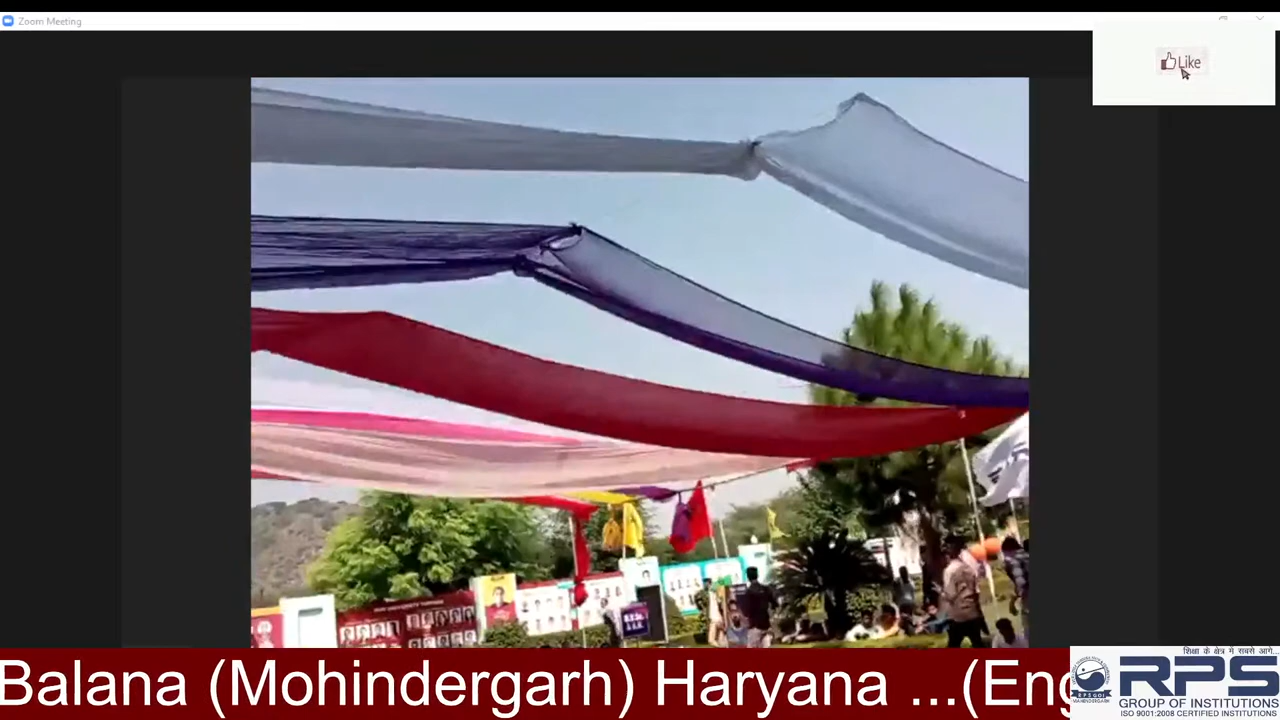 Zoom Meeting
Like
Balana (Mohindergarh) Haryana ...(Eng
शिक्षा के क्षेत्र में सबसे आगे...
RPS
GROUP OF INSTITUTIONS
ISO 9001:2008 CERTIFIED INSTITUTIONS